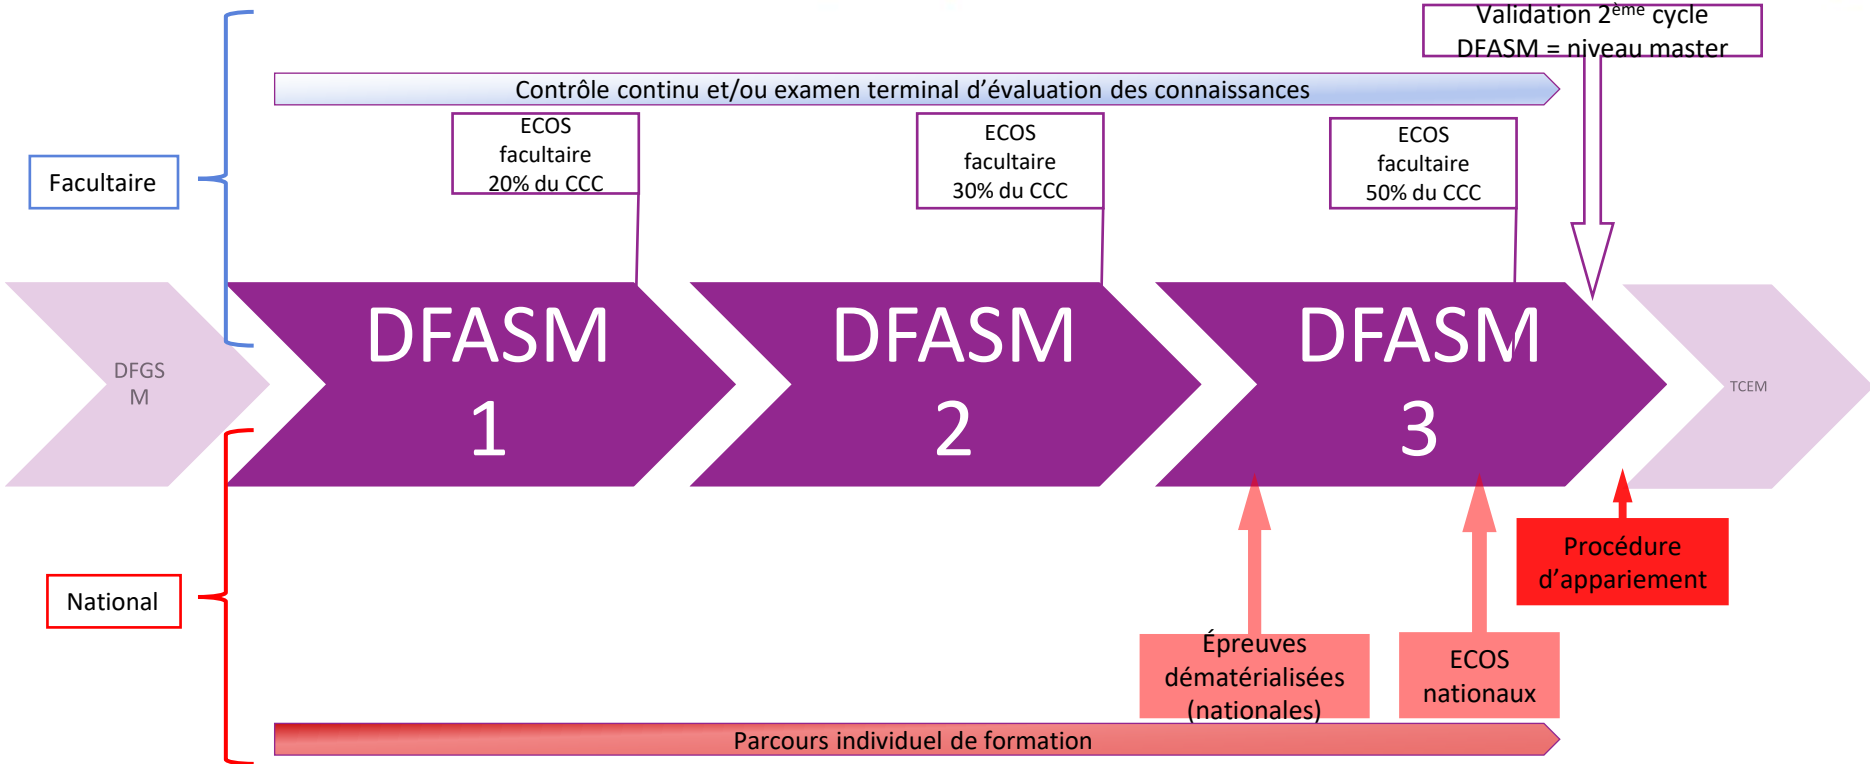 Validation 2ème cycle
DFASM = niveau master
Contrôle continu et/ou examen terminal d'évaluation des connaissances
ECOS
facultaire
20% du CCC
ECOS
facultaire
30% du CCC
ECOS
facultaire
50% du CCC
Facultaire
DFGS
M
DFASM
1
DFASM
2
DFASM
3
TCEM
National
Procédure
d'appariement
Épreuves
dématérialisées
(nationales)
ECOS
nationaux
Parcours individuel de formation